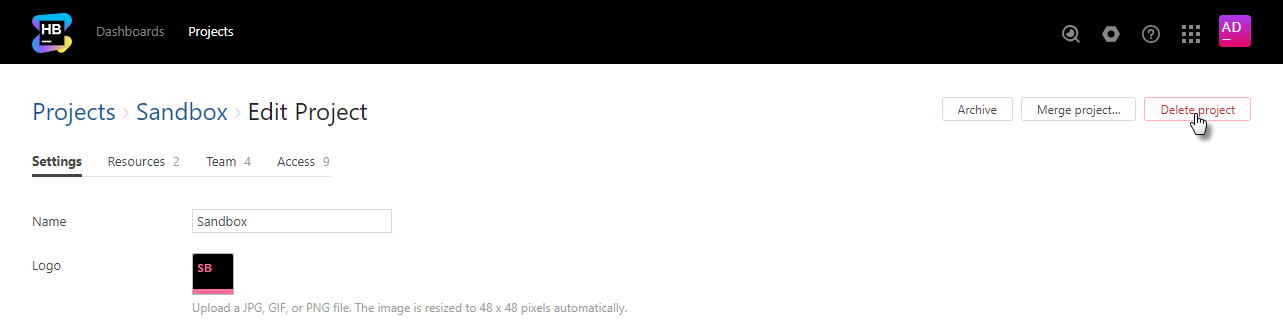 HB Dashboards Projects AD
Projects › Sandbox › Edit Project Archive Merge project... Delete project
Settings Resources 2 Team 4 Access 9
Name Sandbox
Logo SB
Upload a JPG, GIF, or PNG file. The image is resized to 48 x 48 pixels automatically.